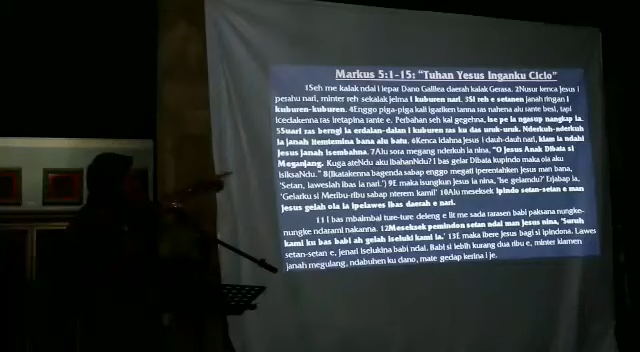 Markus 5:1-15: "Tuhan Yesus Inganku Cicio"
1Seh me kalak ndai i lepar Dano Galilea daerah kalak Gerasa. 2Nusur kenca Jesus i
perahu nari, minter reh sekalak jelma i kuburen nari. 3Si reh e setanen janah ringan i
kuburen-kuburen. 4Enggo piga-piga kali igariken tanna ras nahena alu rante besi, tapi
icedakenna ras iretapina rante e. Perbahan seh kal gegehna, ise pe la ngasup nangkap ia.
5Suari ras berngi ia erdalan-dalan i kuburen ras ku das uruk-uruk. Nderkuh-nderkuh
ia janah itemtemina bana alu batu. 6Kenca idahna Jesus i dauh-dauh nari, kiam ia ndahi
Jesus janah isembahna. 7Alu sora megang nderkuh ia nina, "O Jesus Anak Dibata si
Meganjang. Kuga ateNdu aku ibahanNdu? I bas gelar Dibata kupindo maka ola aku
isiksaNdu." 8(Ikatakenna bagenda sabap enggo megati iperentahken Jesus man bana,
'Setan, laweslah ibas ia nari.') 9E maka isungkun Jesus ia nina, "Ise gelamdu?" Erjabap ia,
'Gelarku si Meribu-ribu sabap nterem kami!' 10Alu meseksek ipindo setan-setan e man
Jesus gelah ola ia ipelawes ibas daerah e nari.
11 I bas mbalmbal ture-ture deleng e lit me sada rarasen babi paksana nungke-
nungke ndarami nakanna. 12Meseksek pemindon setan ndai man Jesus nina, 'Suruh
kami ku bas babi ah gelah iseluki kami ia.' 13E maka ibere Jesus bagi si ipindona. Lawes
setan-setan e, jenari iselukina babi ndai. Babi si lebih kurang dua ribu e, minter kiamen
janah megulang, ndabuhen ku dano, mate gedap kerina i je.